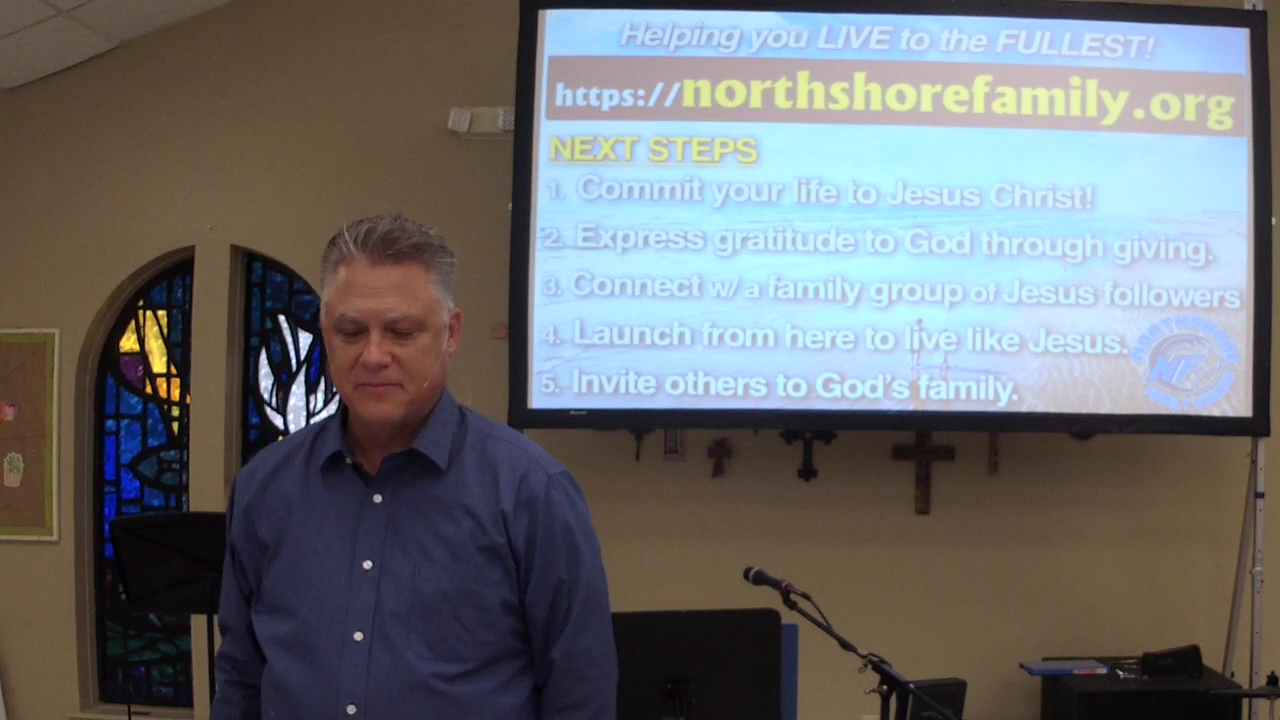 Helping you LIVE to the FULLEST!
https://northshorefamily.org
NEXT STEPS
1. Commit your life to Jesus Christ!
2. Express gratitude to God through giving.
3. Connect w/ a family group of Jesus followers
4. Launch from here to live like Jesus.
5. Invite others to God's family.
NORTHSHORE